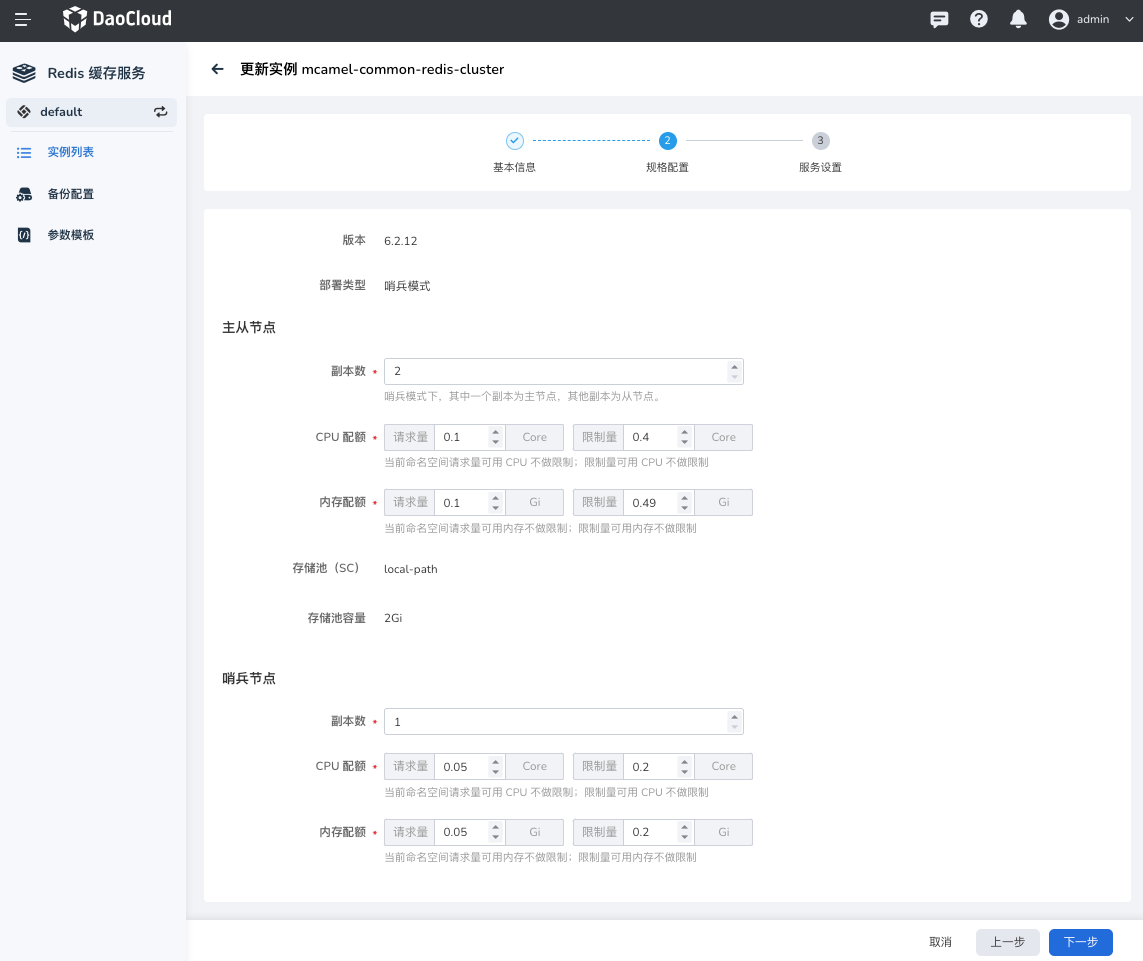 DaoCloud
admin
Redis 缓存服务
default
实例列表
备份配置
参数模板
更新实例 mcamel-common-redis-cluster
2 3
基本信息 规格配置 服务设置
版本 6.2.12
部署类型 哨兵模式
主从节点
副本数 • 2
哨兵模式下，其中一个副本为主节点，其他副本为从节点。
CPU 配额 • 请求量 0.1 Core 限制量 0.4 Core
当前命名空间请求量可用 CPU 不做限制；限制量可用 CPU 不做限制
内存配额 • 请求量 0.1 Gi 限制量 0.49 Gi
当前命名空间请求量可用内存不做限制；限制量可用内存不做限制
存储池（SC） local-path
存储池容量 2Gi
哨兵节点
副本数 • 1
CPU 配额 • 请求量 0.05 Core 限制量 0.2 Core
当前命名空间请求量可用 CPU 不做限制；限制量可用 CPU 不做限制
内存配额 • 请求量 0.05 Gi 限制量 0.2 Gi
当前命名空间请求量可用内存不做限制；限制量可用内存不做限制
取消 上一步 下一步